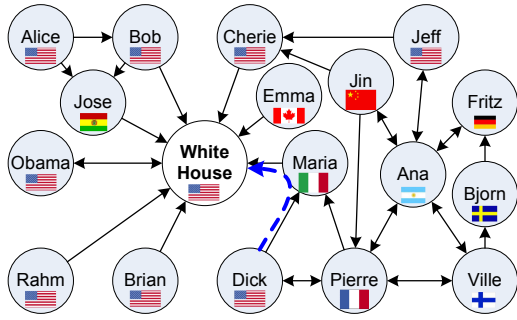 Alice
Bob
Cherie
Jeff
Jin
Jose
Emma
Fritz
Obama
White
House
Maria
Ana
Bjorn
Rahm
Brian
Dick
Pierre
Ville